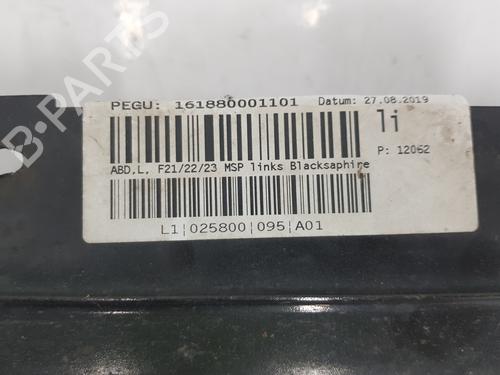 PEGU: 161880001101 Datum: 27.08.2019
li
P: 12062
ABD,L, F21/22/23 MSP links Blacksaphire
L1|025800|095|A01
B-PARTS